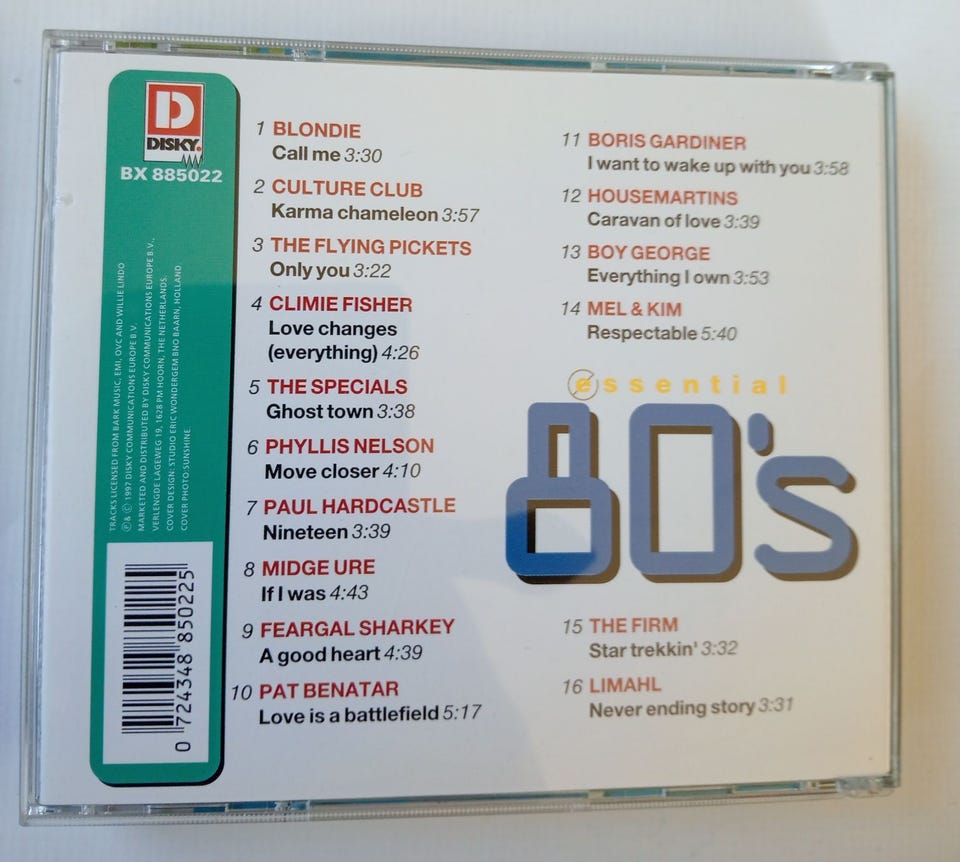 D
DISKY.
BX 885022
TRACKS LICENSED FROM BARK MUSIC, EMI, OVC AND WILLIE LINDO
℗ & © 1997 DISKY COMMUNICATIONS EUROPE B.V.
MARKETED AND DISTRIBUTED BY DISKY COMMUNICATIONS EUROPE B.V.,
VERLENGDE LAGEWEG 19, 1628 PM HOORN, THE NETHERLANDS.
COVER DESIGN: STUDIO ERIC WONDERGEM BNO BAARN, HOLLAND
COVER PHOTO: SUNSHINE
0 724348 850225
1 BLONDIE
Call me 3:30
2 CULTURE CLUB
Karma chameleon 3:57
3 THE FLYING PICKETS
Only you 3:22
4 CLIMIE FISHER
Love changes
(everything) 4:26
5 THE SPECIALS
Ghost town 3:38
6 PHYLLIS NELSON
Move closer 4:10
7 PAUL HARDCASTLE
Nineteen 3:39
8 MIDGE URE
If I was 4:43
9 FEARGAL SHARKEY
A good heart 4:39
10 PAT BENATAR
Love is a battlefield 5:17
11 BORIS GARDINER
I want to wake up with you 3:58
12 HOUSEMARTINS
Caravan of love 3:39
13 BOY GEORGE
Everything I own 3:53
14 MEL & KIM
Respectable 5:40
essential
80's
15 THE FIRM
Star trekkin' 3:32
16 LIMAHL
Never ending story 3:31